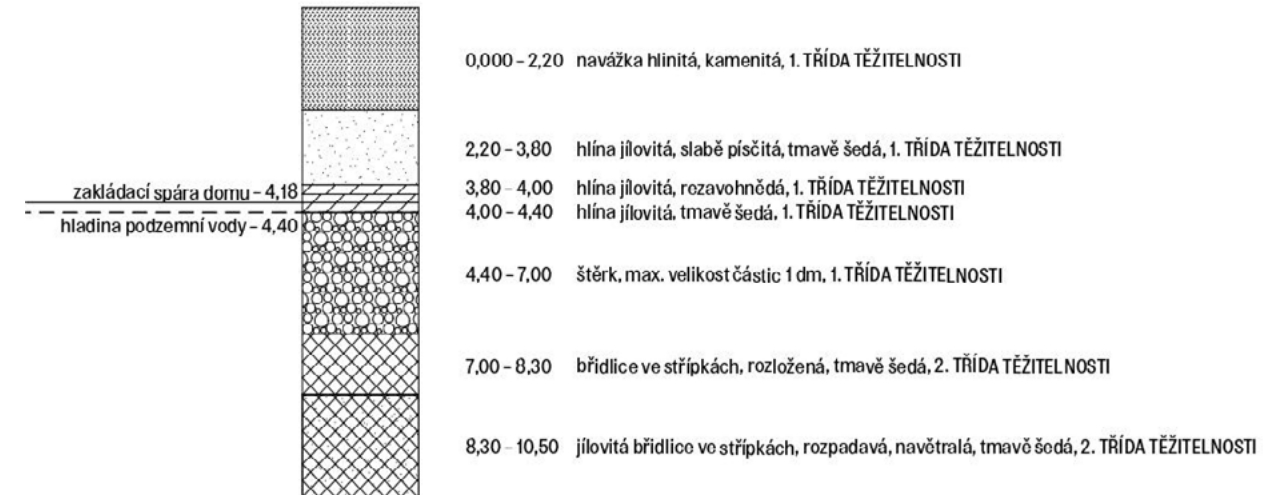 0,000 – 2,20 navážka hlinitá, kamenitá, 1. TŘÍDA TĚŽITELNOSTI
2,20 – 3,80 hlína jílovitá, slabě písčitá, tmavě šedá, 1. TŘÍDA TĚŽITELNOSTI
zakládací spára domu – 4,18
3,80 – 4,00 hlína jílovitá, rezavohnědá, 1. TŘÍDA TĚŽITELNOSTI
4,00 – 4,40 hlína jílovitá, tmavě šedá, 1. TŘÍDA TĚŽITELNOSTI
hladina podzemní vody – 4,40
4,40 – 7,00 štěrk, max. velikost částic 1 dm, 1. TŘÍDA TĚŽITELNOSTI
7,00 – 8,30 břidlice ve střípkách, rozložená, tmavě šedá, 2. TŘÍDA TĚŽITELNOSTI
8,30 – 10,50 jílovitá břidlice ve střípkách, rozpadavá, navětralá, tmavě šedá, 2. TŘÍDA TĚŽITELNOSTI